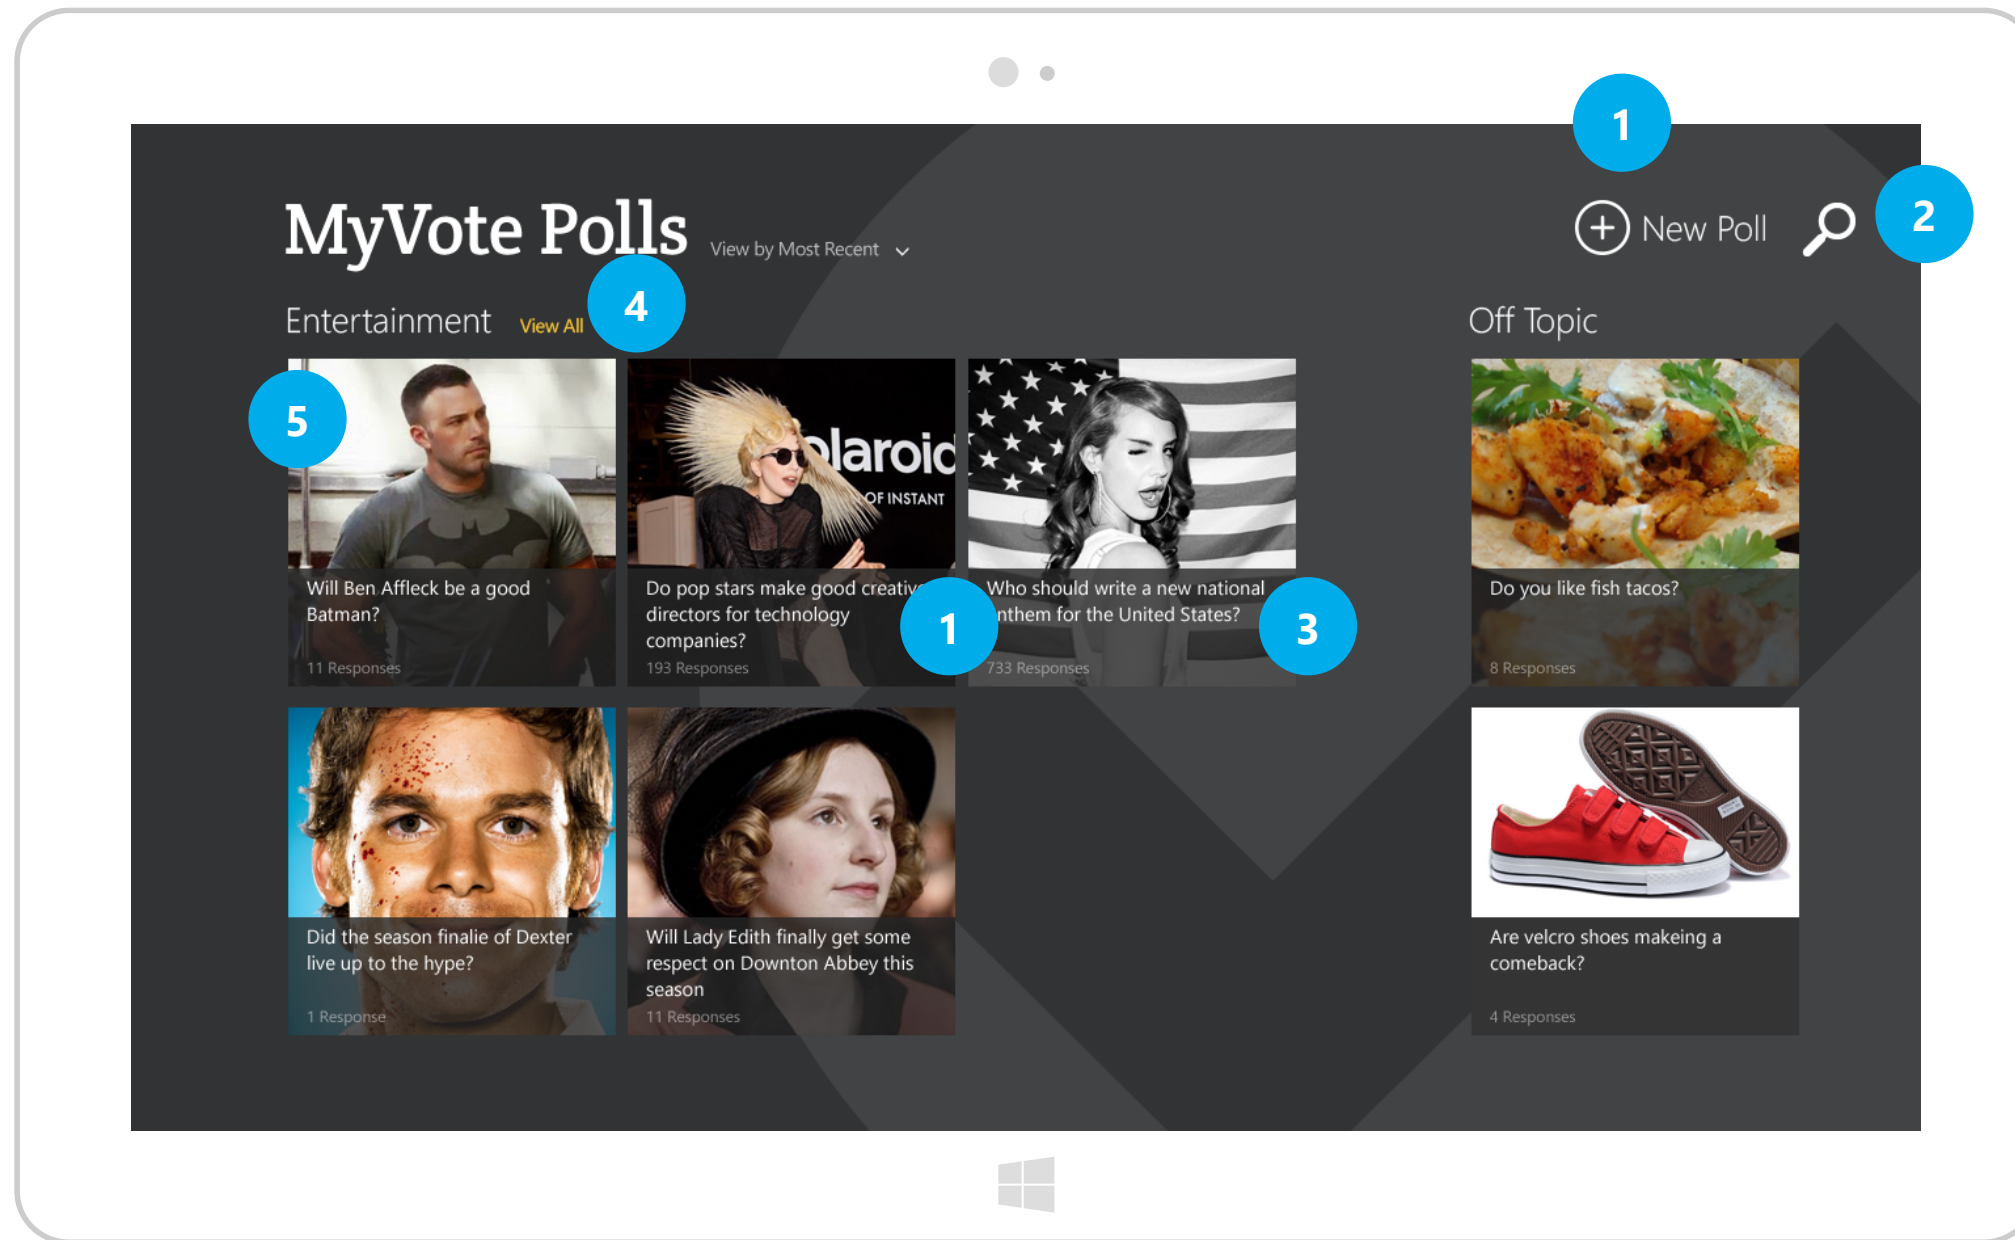 1
MyVote Polls
View by Most Recent
New Poll
2
4
Entertainment
View All
Off Topic
5
olaroid
OF INSTANT
Will Ben Affleck be a good
Batman?
11 Responses
Do pop stars make good creative
directors for technology
companies?
193 Responses
1
Who should write a new national
nthem for the United States?
733 Responses
3
Do you like fish tacos?
8 Responses
Did the season finalie of Dexter
live up to the hype?
1 Response
Will Lady Edith finally get some
respect on Downton Abbey this
season
11 Responses
Are velcro shoes makeing a
comeback?
4 Responses